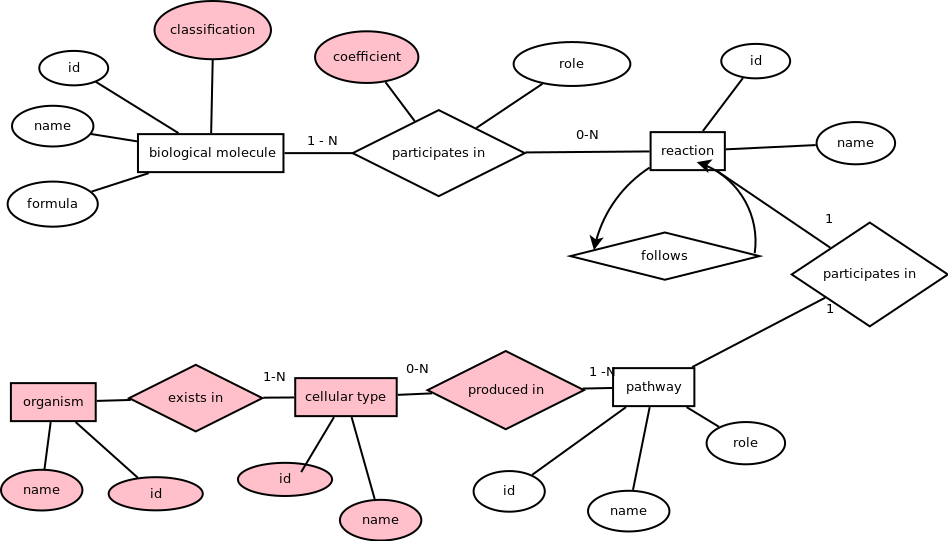 classification
coefficient
role
id
id
name
name
formula
biological molecule
1 - N
participates in
0-N
reaction
1
follows
participates in
1
organism
exists in
1-N
cellular type
0-N
produced in
1 -N
pathway
name
id
id
name
id
name
role